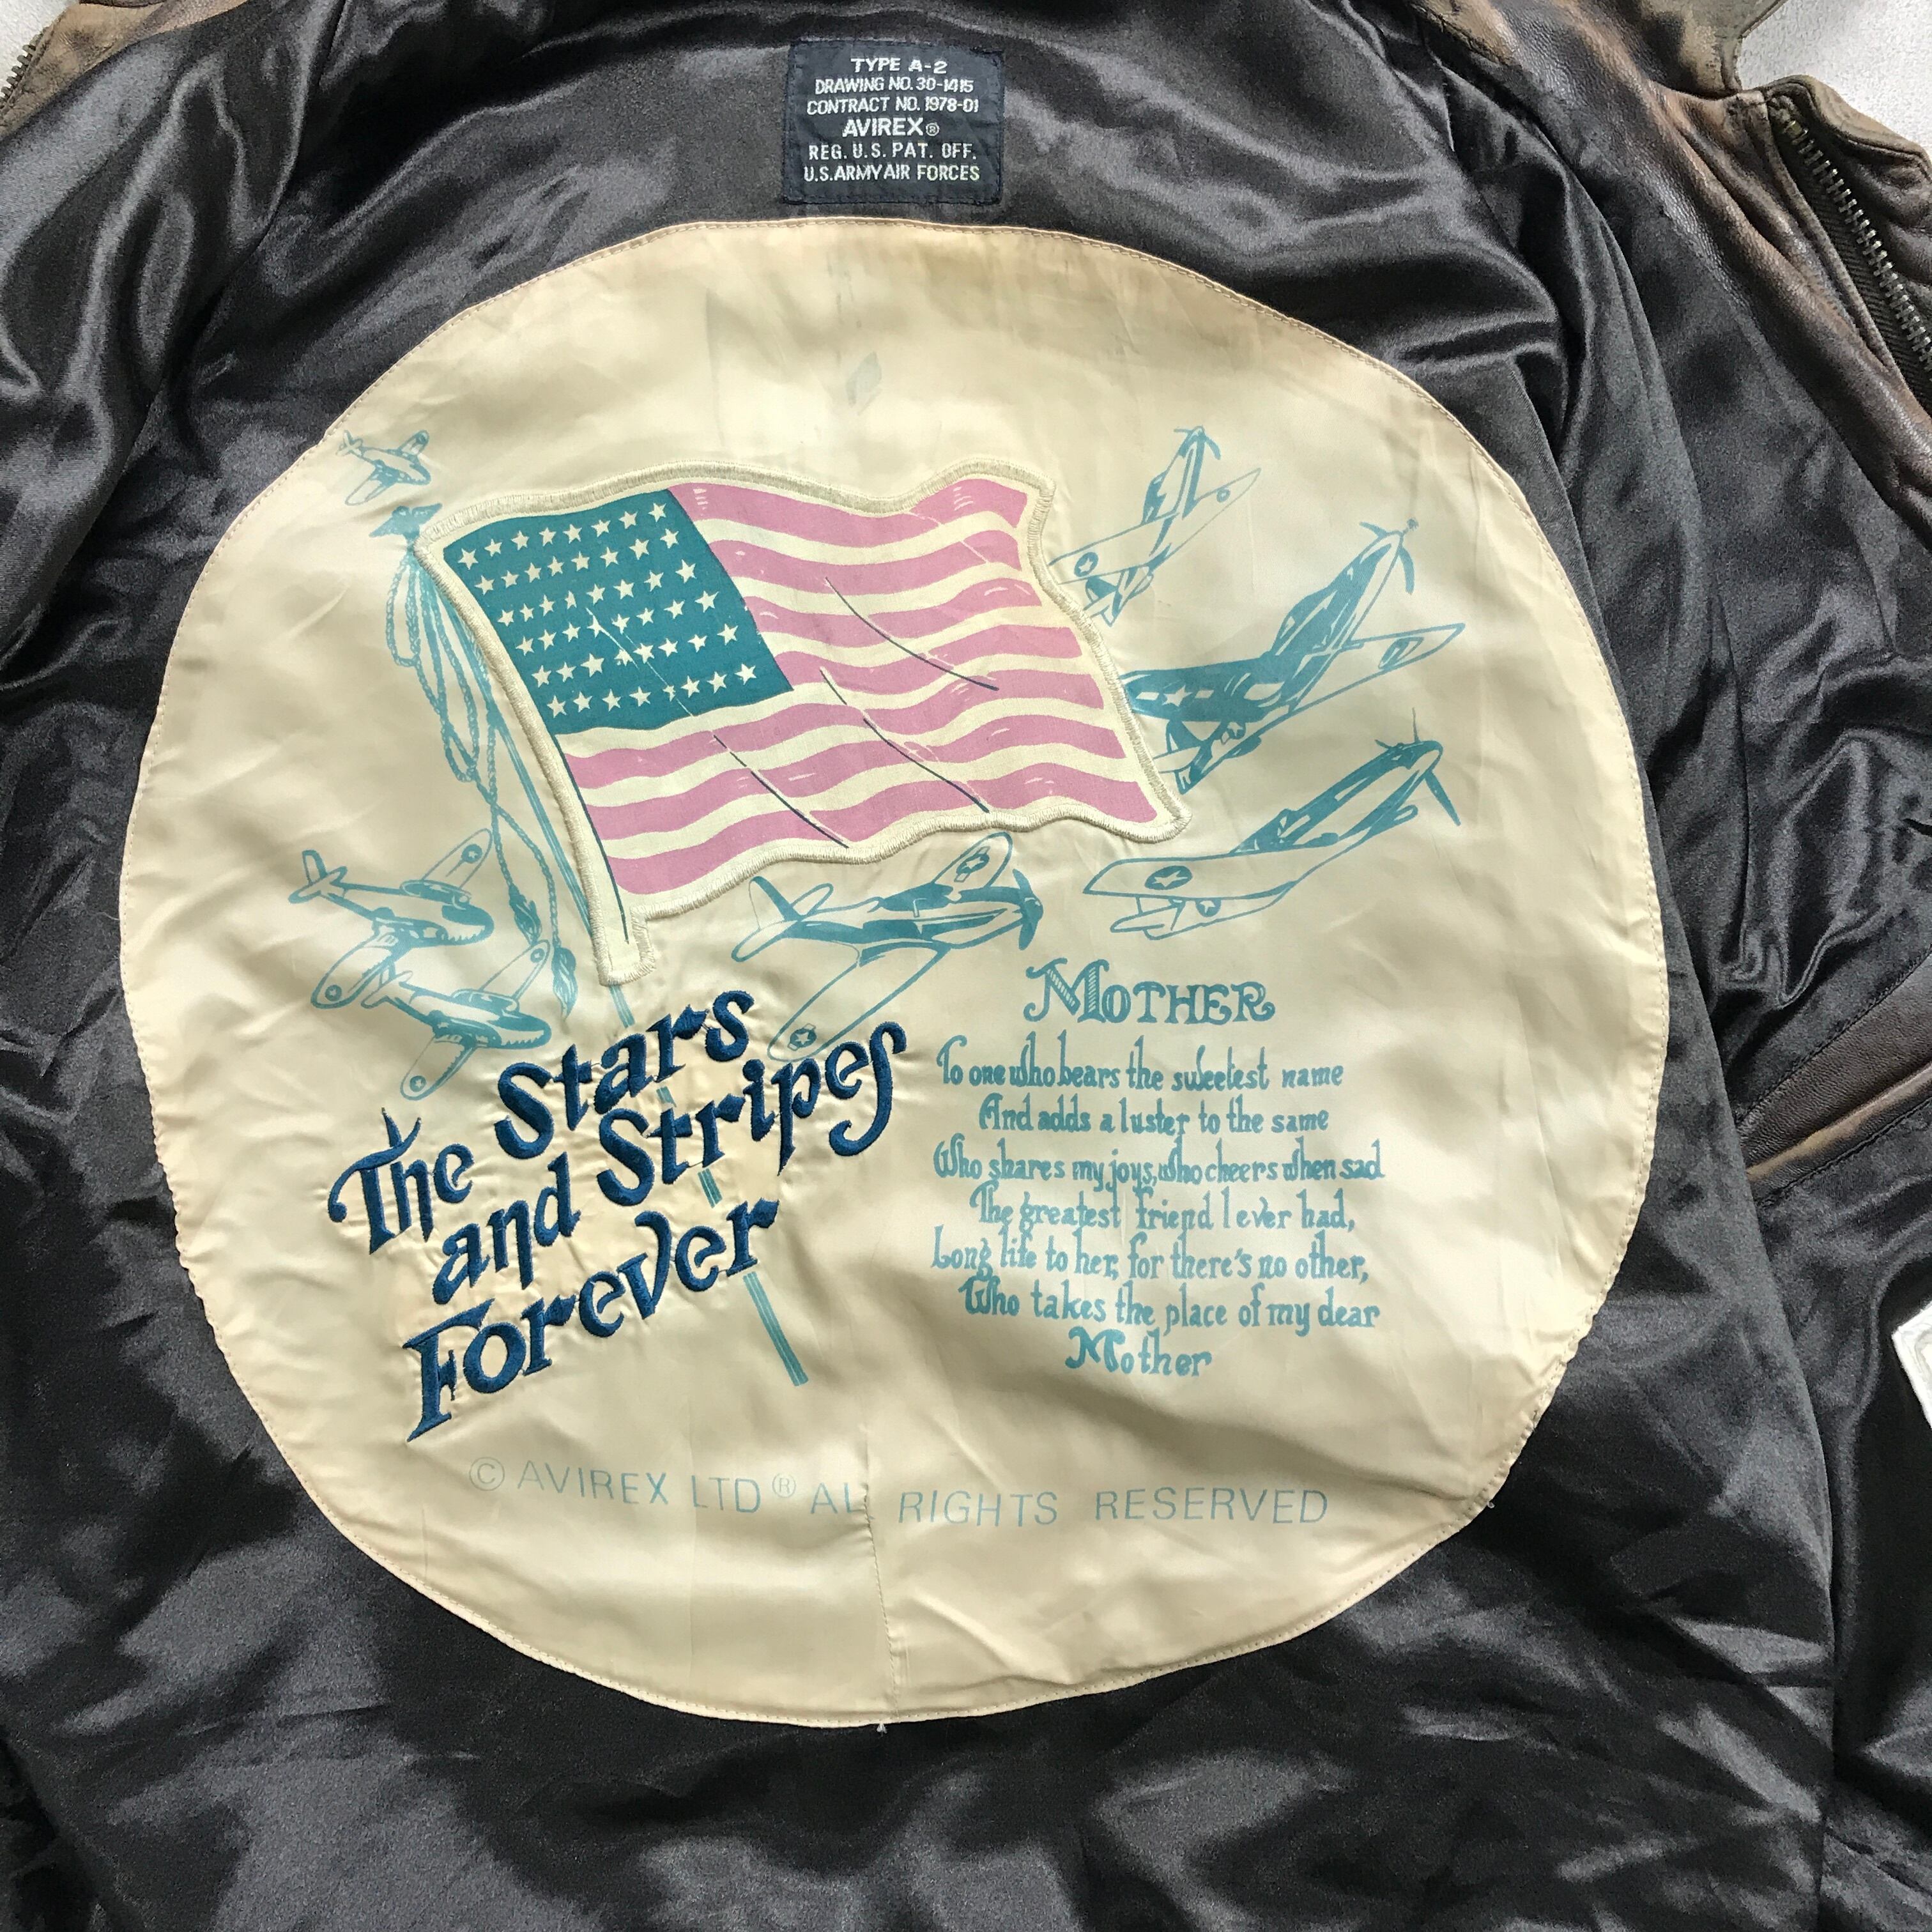 TYPE A-2
DRAWING NO. 30-1415
CONTRACT NO. 1978-01
AVIREX®
REG. U.S. PAT. OFF.
U.S. ARMY AIR FORCES
The Stars
and Stripes
Forever
MOTHER
To one who bears the sweetest name
And adds a luster to the same
Who shares my joys, who cheers when sad
The greatest friend I ever had,
Long life to her, for there's no other,
Who takes the place of my dear
Mother
© AVIREX LTD ® AL RIGHTS RESERVED